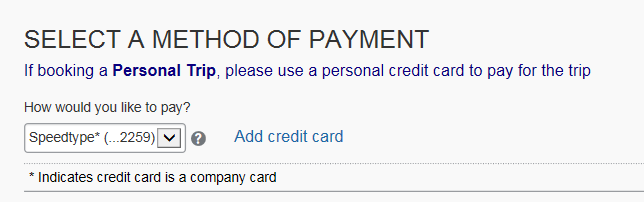 SELECT A METHOD OF PAYMENT
If booking a Personal Trip, please use a personal credit card to pay for the trip
How would you like to pay?
Speedtype* (...2259) ? Add credit card
* Indicates credit card is a company card